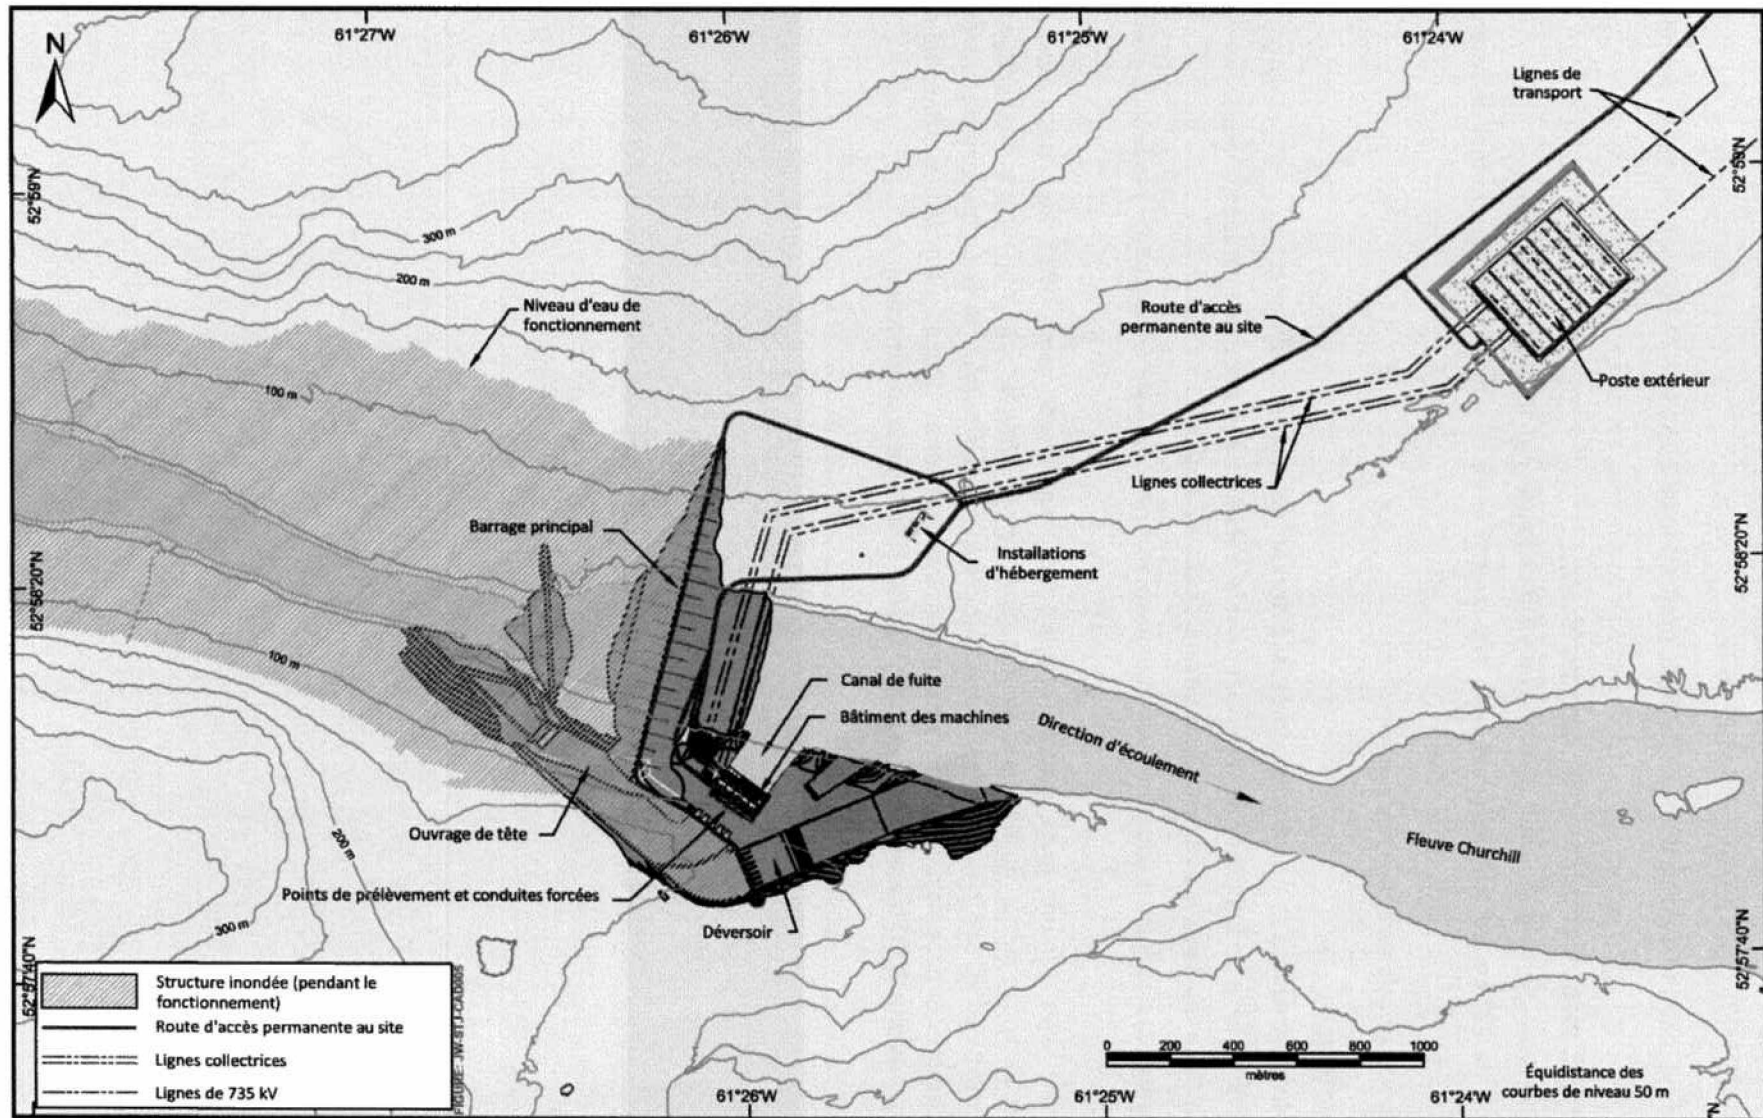 61°27'W
61°26'W
61°25'W
61°24'W
N
Lignes de
transport
52°59'N
52°59'N
300 m
200 m
Niveau d'eau de
fonctionnement
Route d'accès
permanente au site
100 m
Poste extérieur
Lignes collectrices
Barrage principal
Installations
d'hébergement
52°58'20"N
52°58'20"N
100 m
Canal de fuite
Bâtiment des machines
Direction d'écoulement
Ouvrage de tête
200 m
Fleuve Churchill
Points de prélèvement et conduites forcées
300 m
Déversoir
52°57'40"N
52°57'40"N
Structure inondée (pendant le
fonctionnement)
Route d'accès permanente au site
Lignes collectrices
Lignes de 735 kV
0 200 400 600 800 1000
mètres
Équidistance des
courbes de niveau 50 m
61°26'W
61°25'W
61°24'W